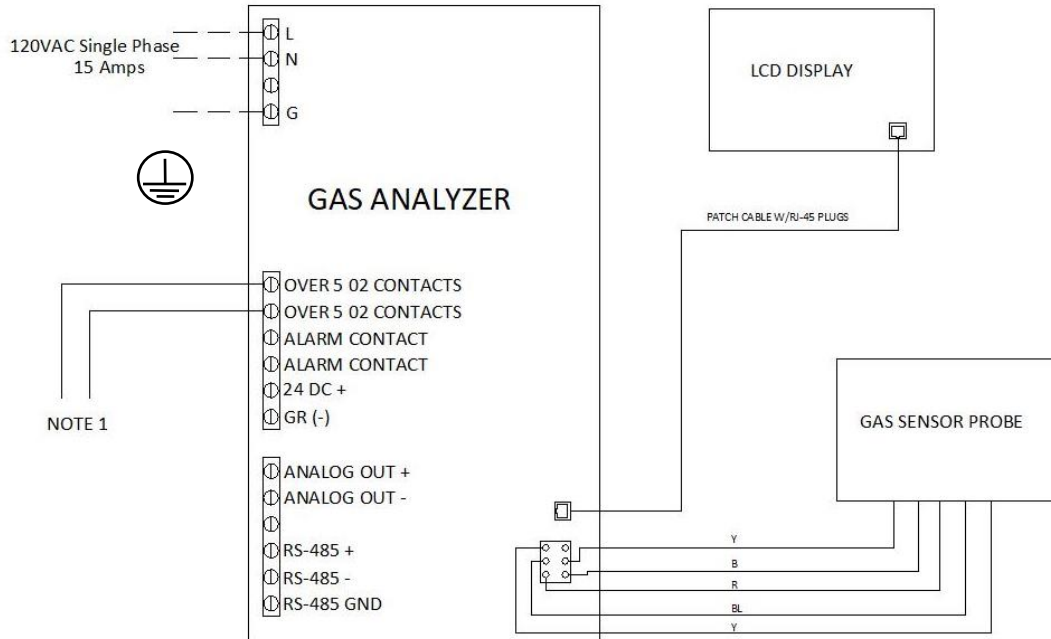 120VAC Single Phase
15 Amps
L
N
G
GAS ANALYZER
OVER 5 02 CONTACTS
OVER 5 02 CONTACTS
ALARM CONTACT
ALARM CONTACT
24 DC +
GR (-)
NOTE 1
ANALOG OUT +
ANALOG OUT -
RS-485 +
RS-485 -
RS-485 GND
LCD DISPLAY
PATCH CABLE W/RJ-45 PLUGS
GAS SENSOR PROBE
Y
B
R
BL
Y